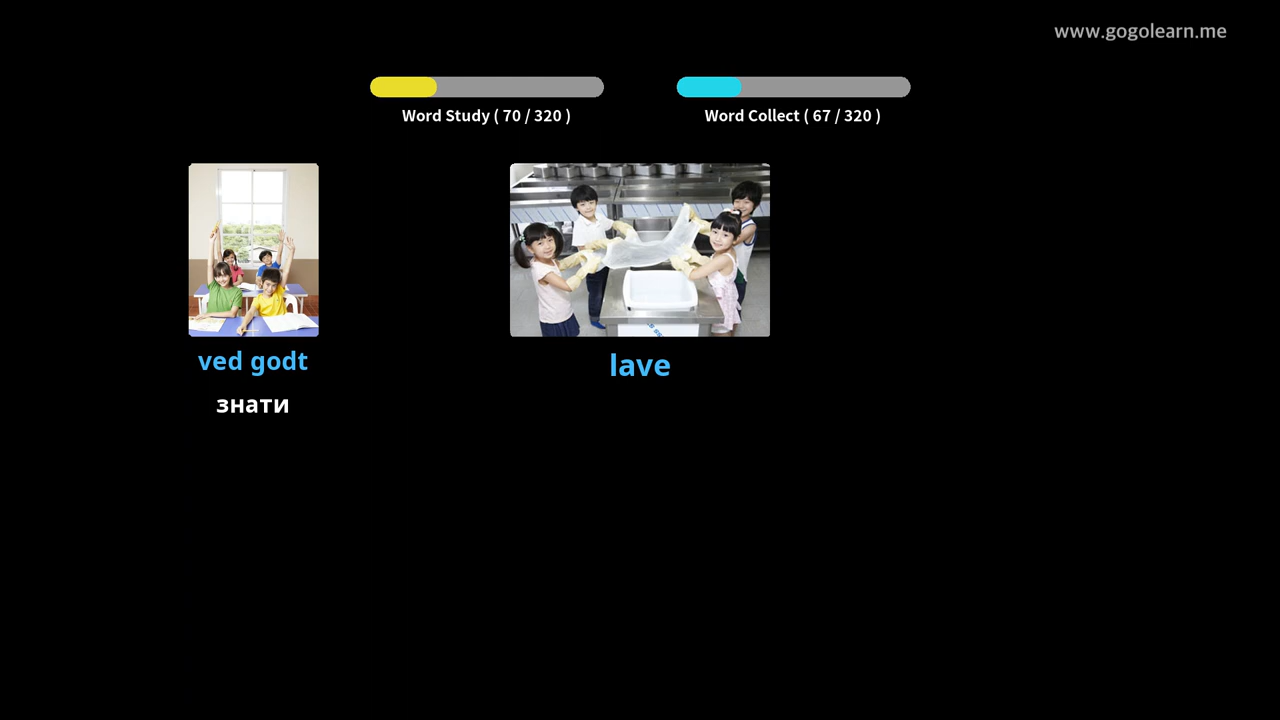 www.gogolearn.me
Word Study ( 70 / 320 )
Word Collect ( 67 / 320 )
ved godt
знати
lave